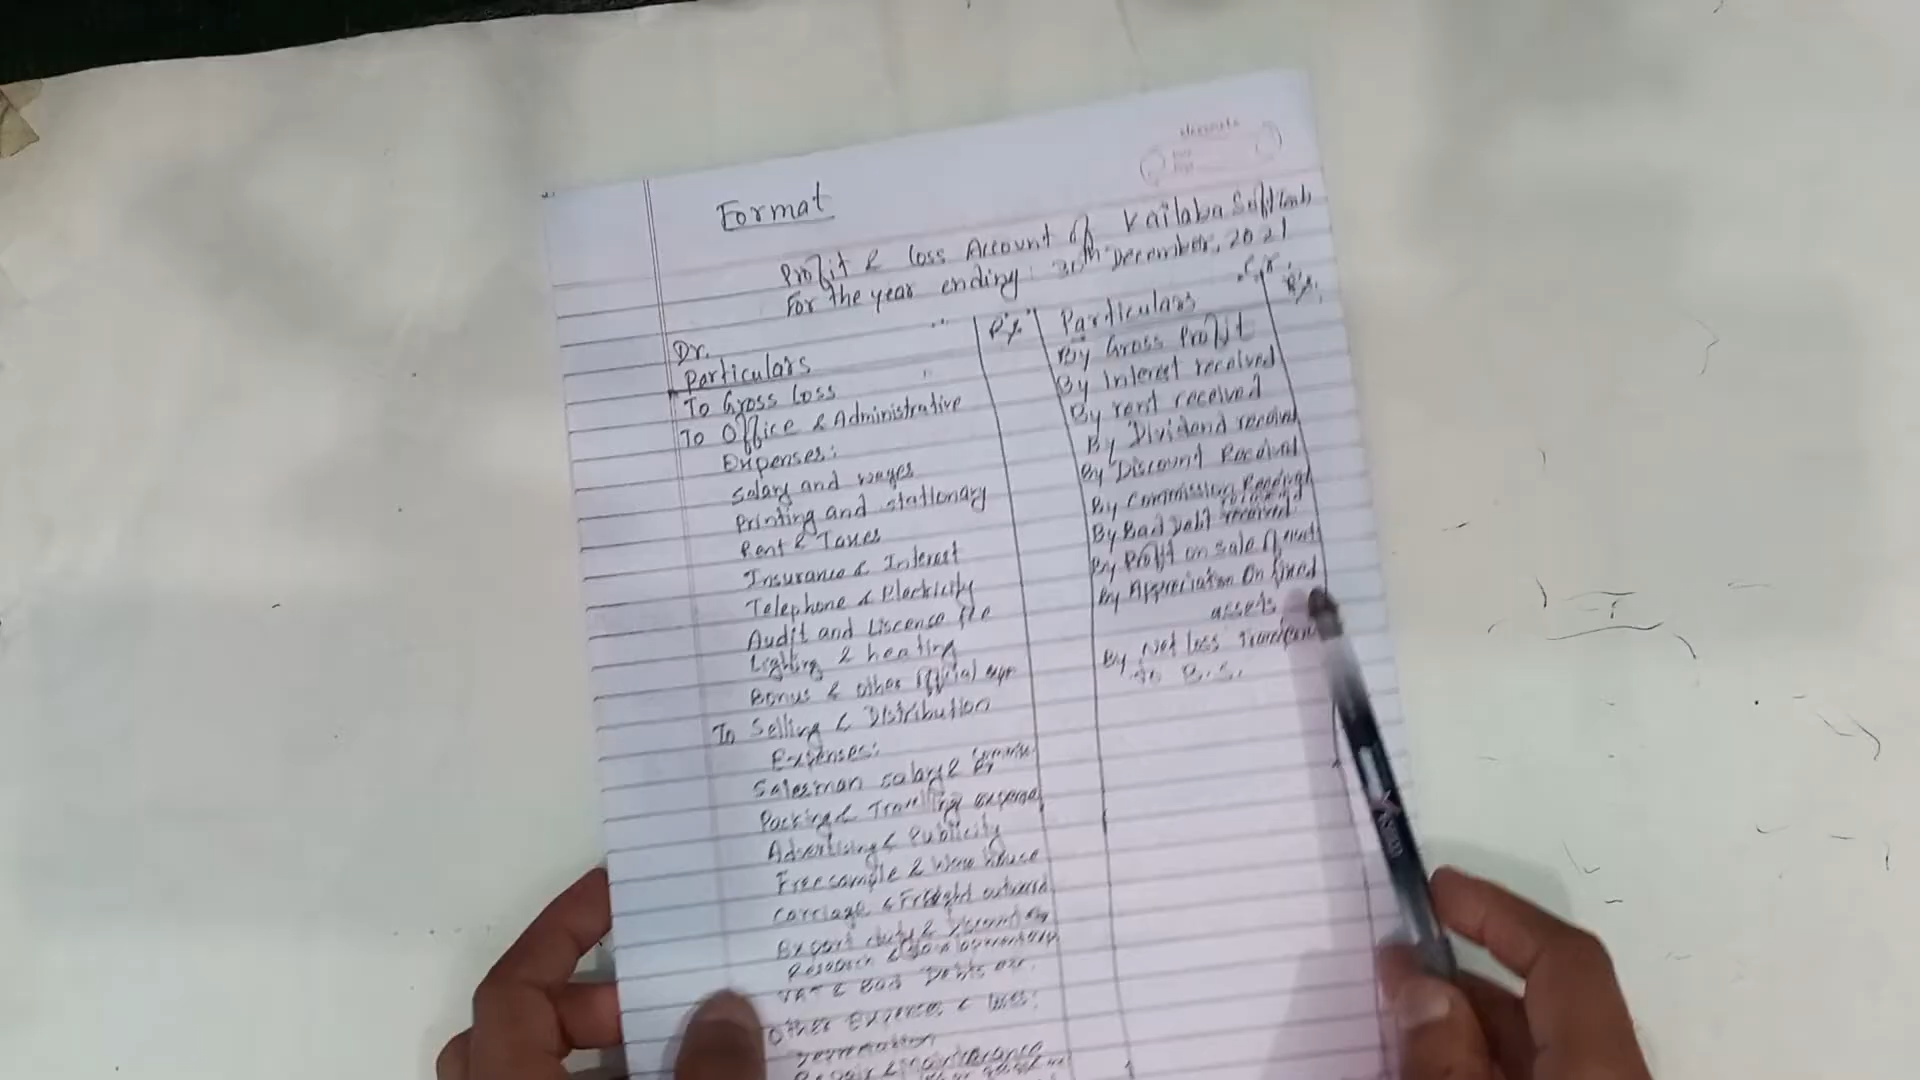 Format
Profit & Loss Account of Vailaba
For the year ending: 30th December, 2021
Dr.
Particulars
To Gross Loss
To Office & Administrative
Expenses:
Salary and wages
Printing and stationary
Rent & Taxes
Insurance & Interest
Telephone & Electricity
Audit and Liscence fee
Lighting & heating
Bonus & other official exp
To Selling & Distribution
Expenses:
Salesman salary &
Packing & Travelling expense
Advertising & Publicity
Free sample & Ware house
Carriage & Freight outward
Export duty & Discount
Bad Debts
Other Expenses &
Particulars
By Gross Profit
By Interest received
By rent received
By Dividend received
By Discount Received
By Commission Received
By Bad Debt received
By Profit on sale of
By Appreciation On fixed
assets
By Net loss
to B.S.